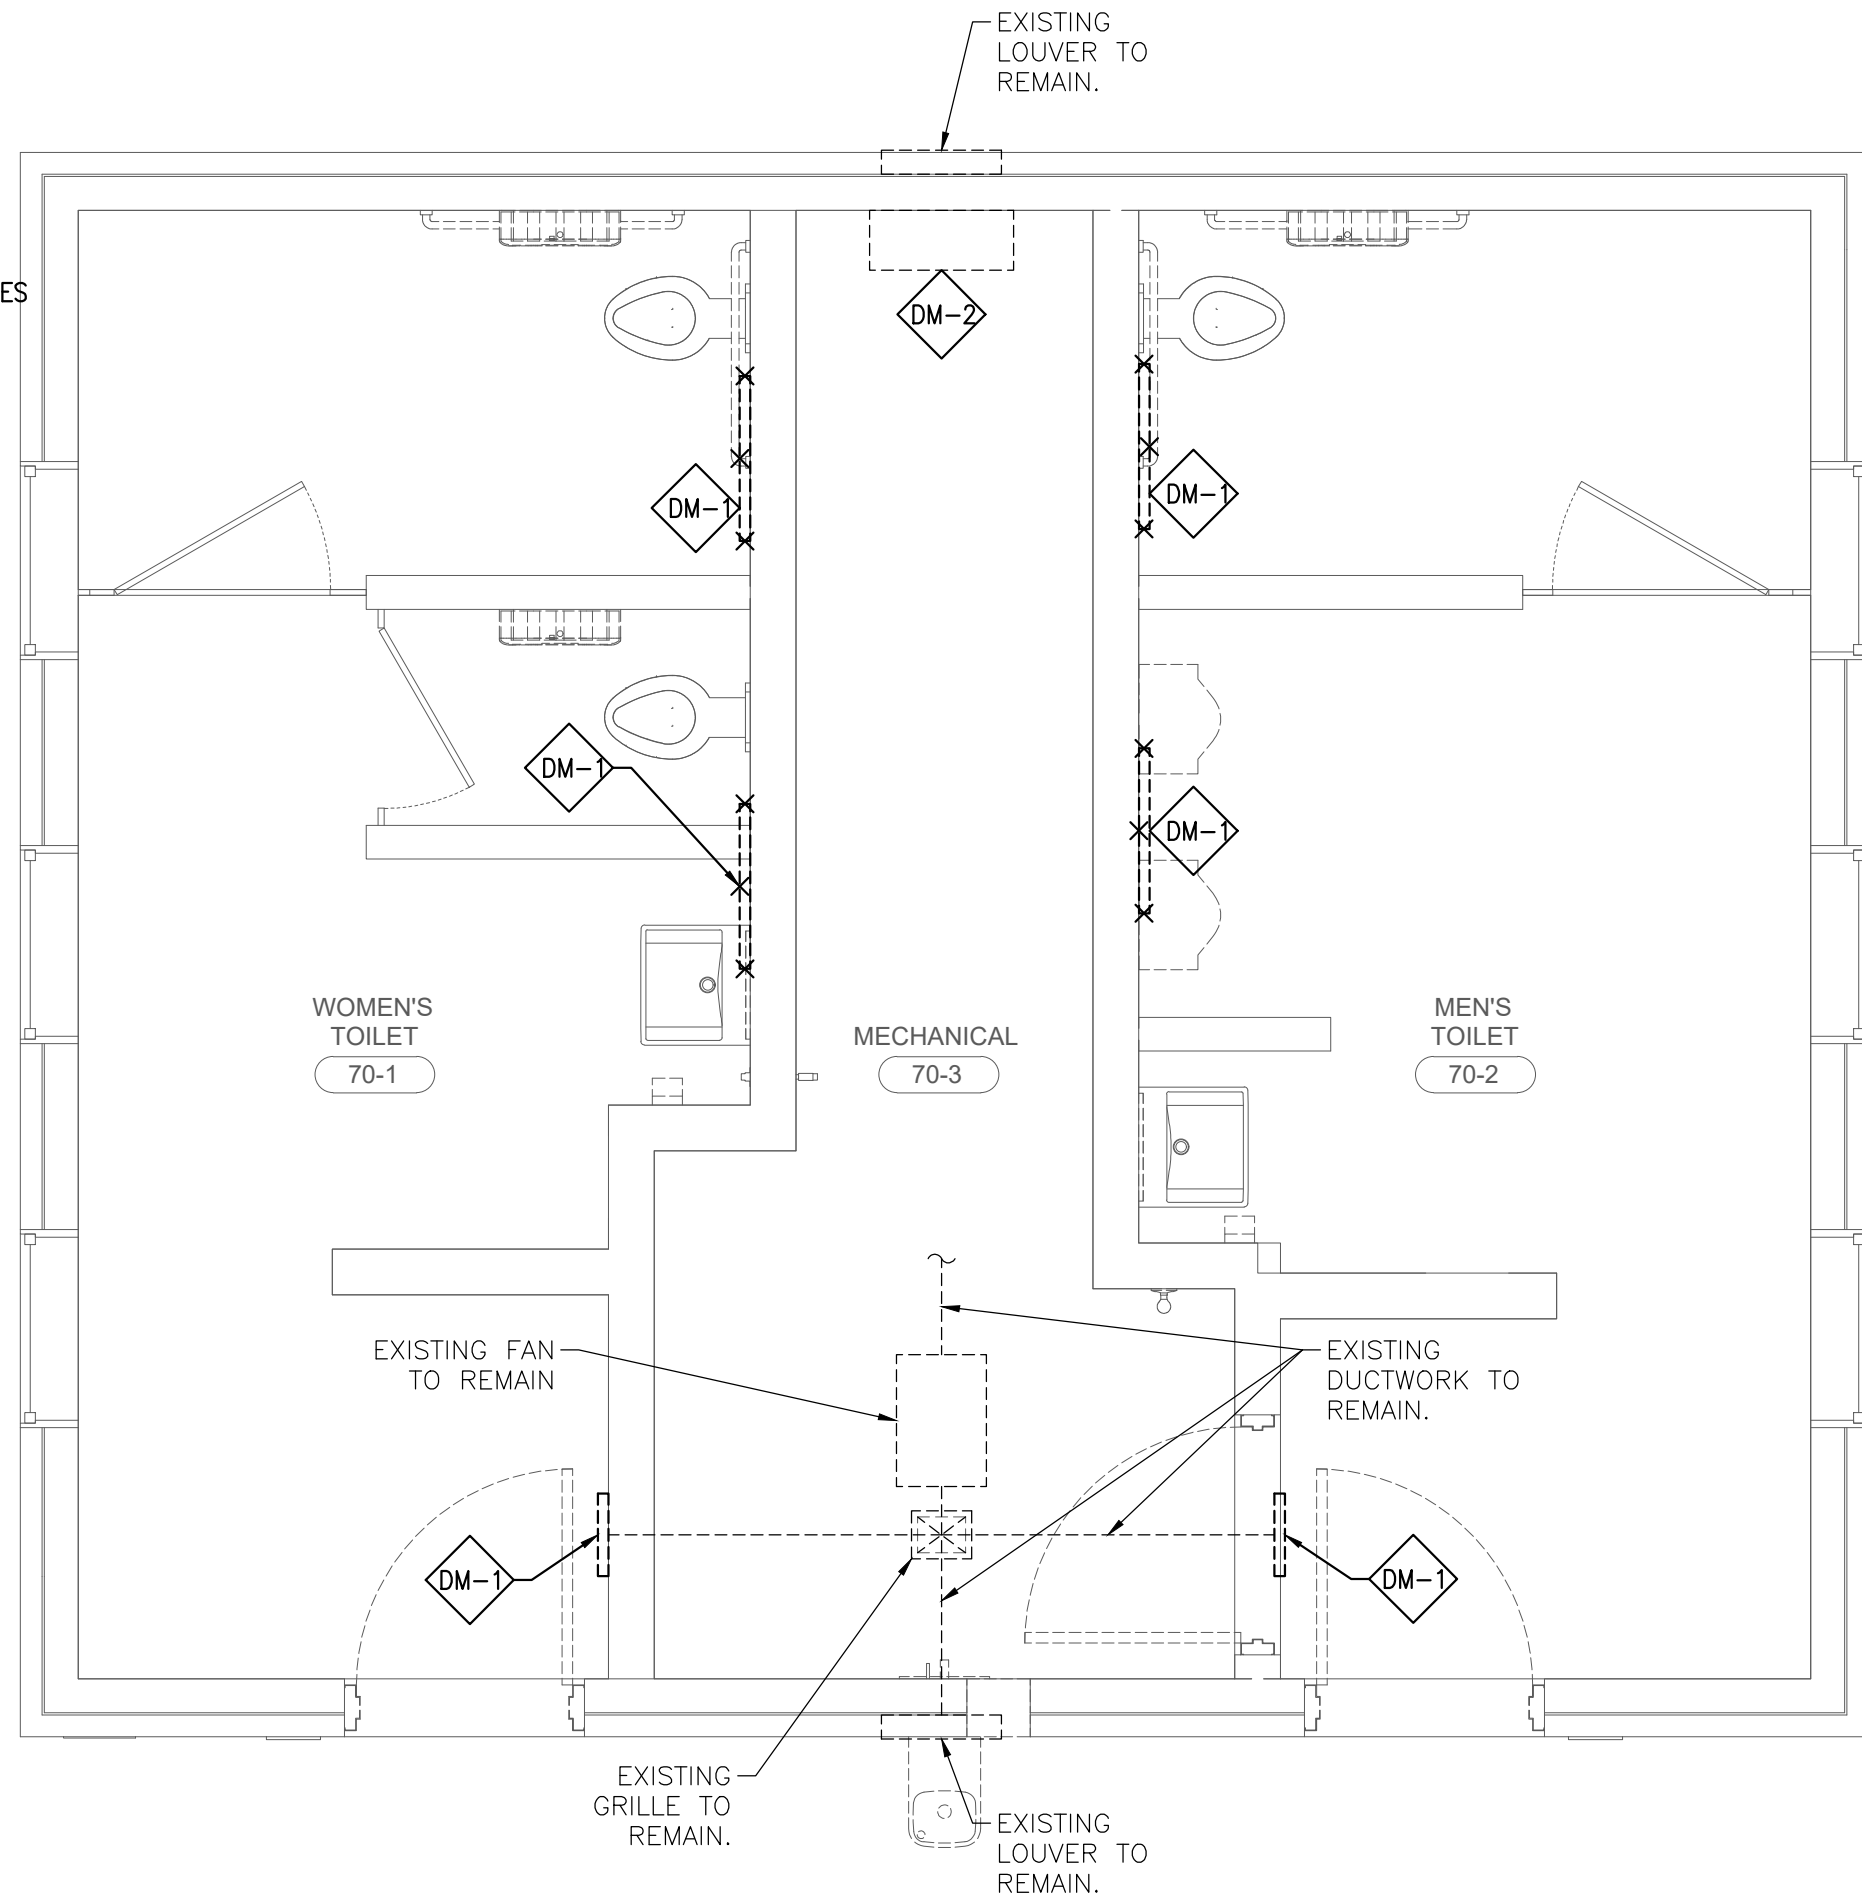 EXISTING
LOUVER TO
REMAIN.
ES
DM-2
DM-1
DM-1
DM-1
DM-1
WOMEN'S
TOILET
70-1
MECHANICAL
70-3
MEN'S
TOILET
70-2
EXISTING FAN
TO REMAIN
EXISTING
DUCTWORK TO
REMAIN.
DM-1
DM-1
EXISTING
GRILLE TO
REMAIN.
EXISTING
LOUVER TO
REMAIN.